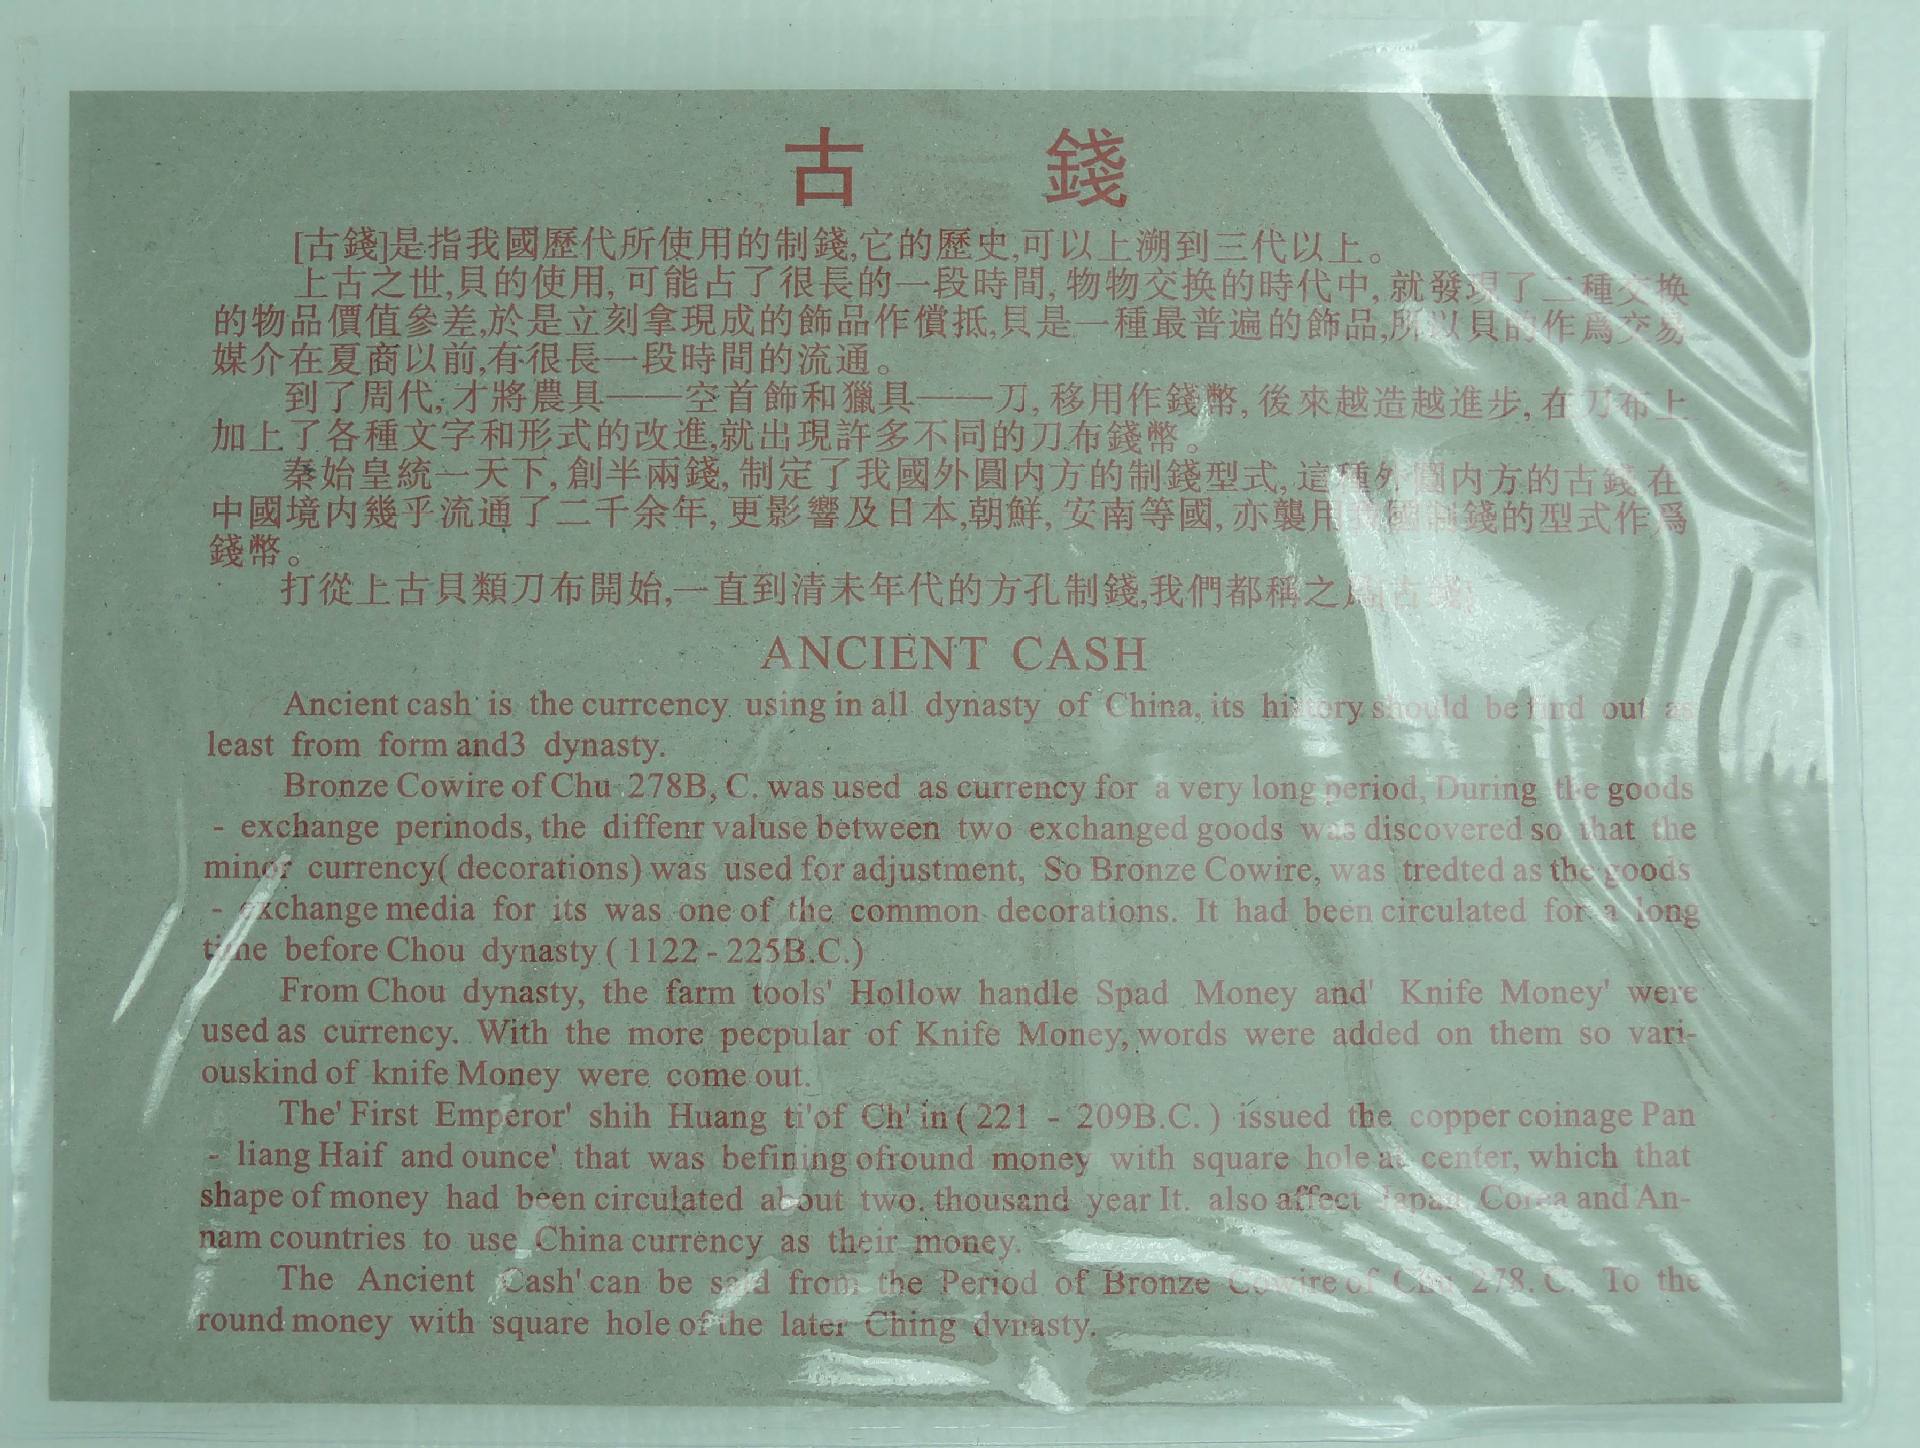 古 錢
[古錢]是指我國歷代所使用的制錢,它的歷史,可以上溯到三代以上。
上古之世,貝的使用,可能占了很長的一段時間,物物交換的時代中,就發現了二種交換
的物品價值參差,於是立刻拿現成的飾品作償抵,貝是一種最普遍的飾品,所以貝的作爲交易
媒介在夏商以前,有很長一段時間的流通。
到了周代,才將農具——空首飾和獵具——刀,移用作錢幣,後來越造越進步,在刀布上
加上了各種文字和形式的改進,就出現許多不同的刀布錢幣。
秦始皇統一天下,創半兩錢,制定了我國外圓内方的制錢型式,這種外圓内方的古錢在
中國境内幾乎流通了二千余年,更影響及日本,朝鮮,安南等國,亦襲用我國制錢的型式作爲
錢幣。
打從上古貝類刀布開始,一直到清未年代的方孔制錢,我們都稱之爲[古錢]
ANCIENT CASH
Ancient cash is the currcency using in all dynasty of China, its history should be find out as
least from form and3 dynasty.
Bronze Cowire of Chu 278B, C. was used as currency for a very long period, During the goods
- exchange perinods, the diffenr valuse between two exchanged goods was discovered so that the
minor currency( decorations) was used for adjustment, So Bronze Cowire, was tredted as the goods
- exchange media for its was one of the common decorations. It had been circulated for a long
time before Chou dynasty ( 1122 - 225B.C.)
From Chou dynasty, the farm tools' Hollow handle Spad Money and' Knife Money' were
used as currency. With the more pecpular of Knife Money, words were added on them so vari-
ouskind of knife Money were come out.
The' First Emperor' shih Huang ti'of Ch' in ( 221 - 209B.C. ) issued the copper coinage Pan
- liang Haif and ounce' that was befining ofround money with square hole at center, which that
shape of money had been circulated about two. thousand year It. also affect Japan Corea and An-
nam countries to use China currency as their money.
The Ancient Cash' can be said from the Period of Bronze Cowire of Chu 278. C. To the
round money with square hole of the later Ching dvnasty.